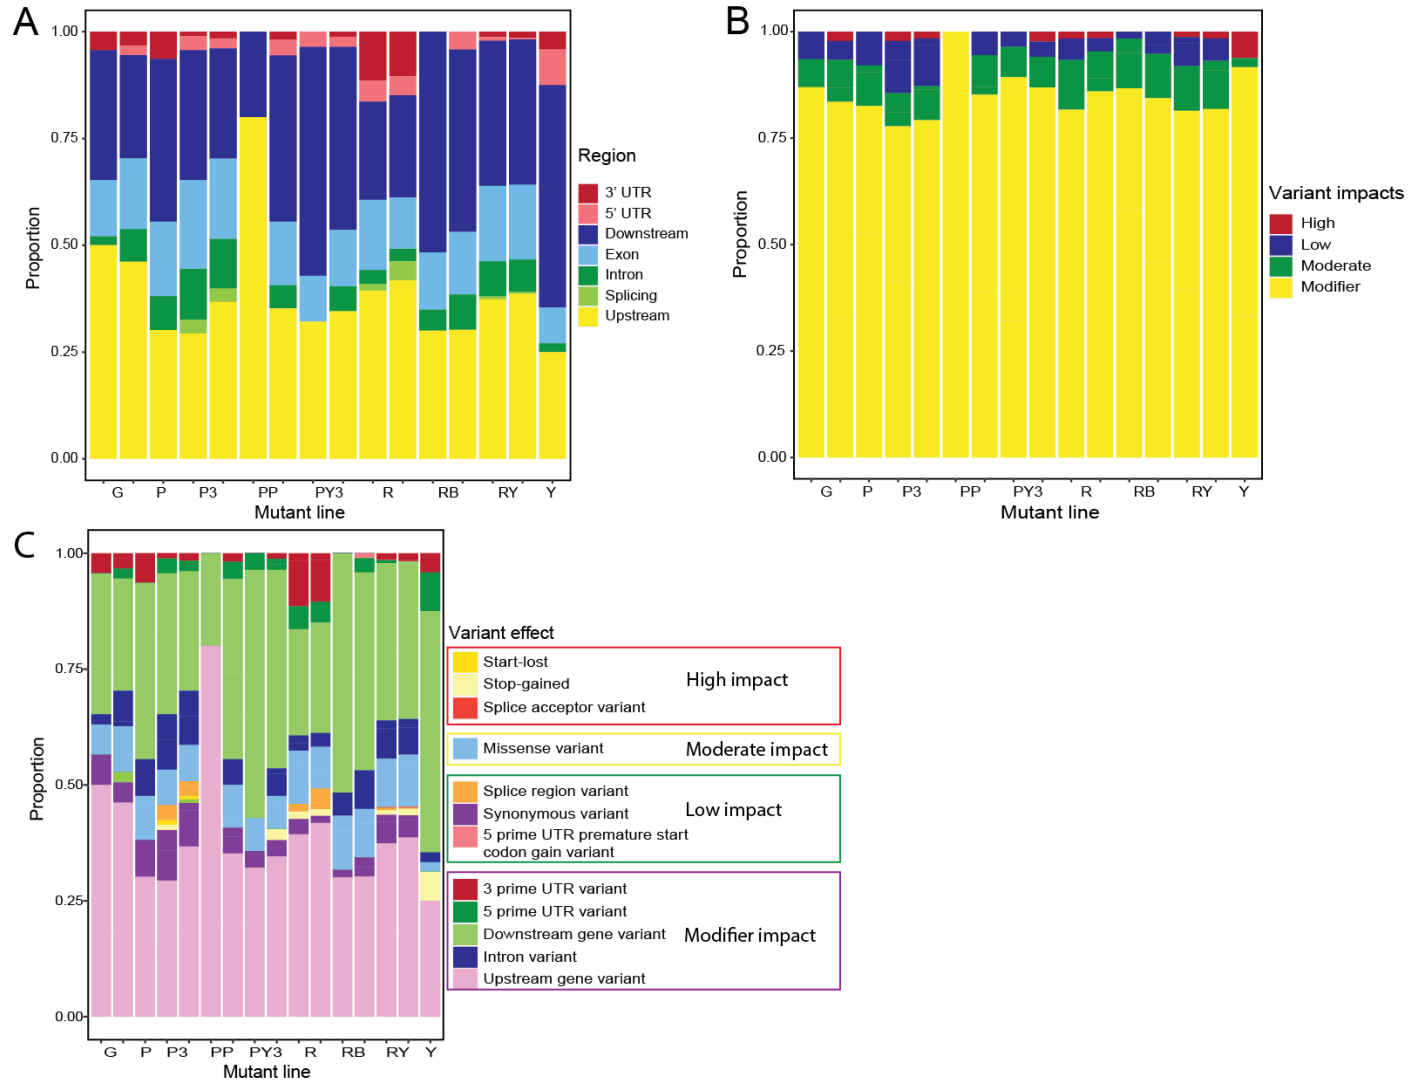 A
1.00
0.75
0.50
0.25
0.00
Proportion
G P P3 PP PY3 R RB RY Y
Mutant line
Region
3' UTR
5' UTR
Downstream
Exon
Intron
Splicing
Upstream
B
1.00
0.75
0.50
0.25
0.00
Proportion
G P P3 PP PY3 R RB RY Y
Mutant line
Variant impacts
High
Low
Moderate
Modifier
C
1.00
0.75
0.50
0.25
0.00
Proportion
G P P3 PP PY3 R RB RY Y
Mutant line
Variant effect
Start-lost
Stop-gained
Splice acceptor variant
High impact
Missense variant
Moderate impact
Splice region variant
Synonymous variant
5 prime UTR premature start
codon gain variant
Low impact
3 prime UTR variant
5 prime UTR variant
Downstream gene variant
Intron variant
Upstream gene variant
Modifier impact